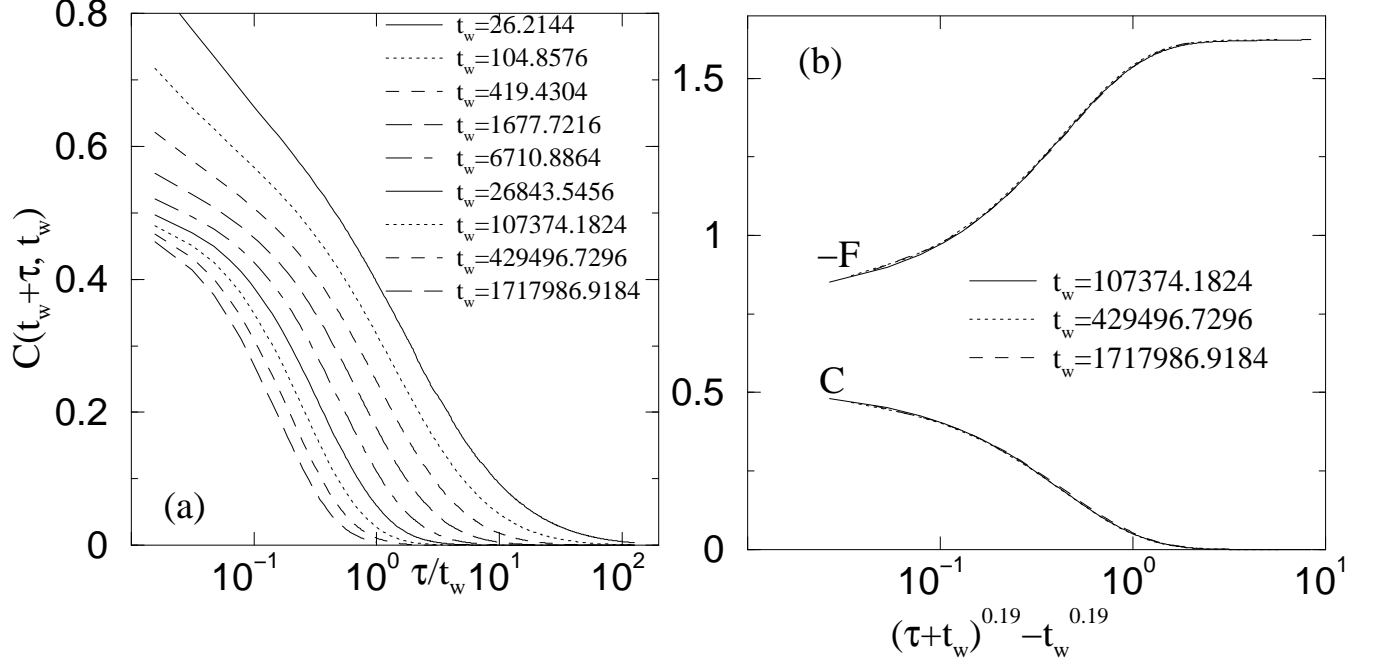 0.8
0.6
0.4
0.2
0
C(t_w+τ, t_w)
t_w=26.2144
t_w=104.8576
t_w=419.4304
t_w=1677.7216
t_w=6710.8864
t_w=26843.5456
t_w=107374.1824
t_w=429496.7296
t_w=1717986.9184
(a)
10^−1 10^0 τ/t_w 10^1 10^2
(b)
1.5
1
0.5
0
−F
t_w=107374.1824
t_w=429496.7296
t_w=1717986.9184
C
10^−1 10^0 10^1
(τ+t_w)^0.19−t_w^0.19